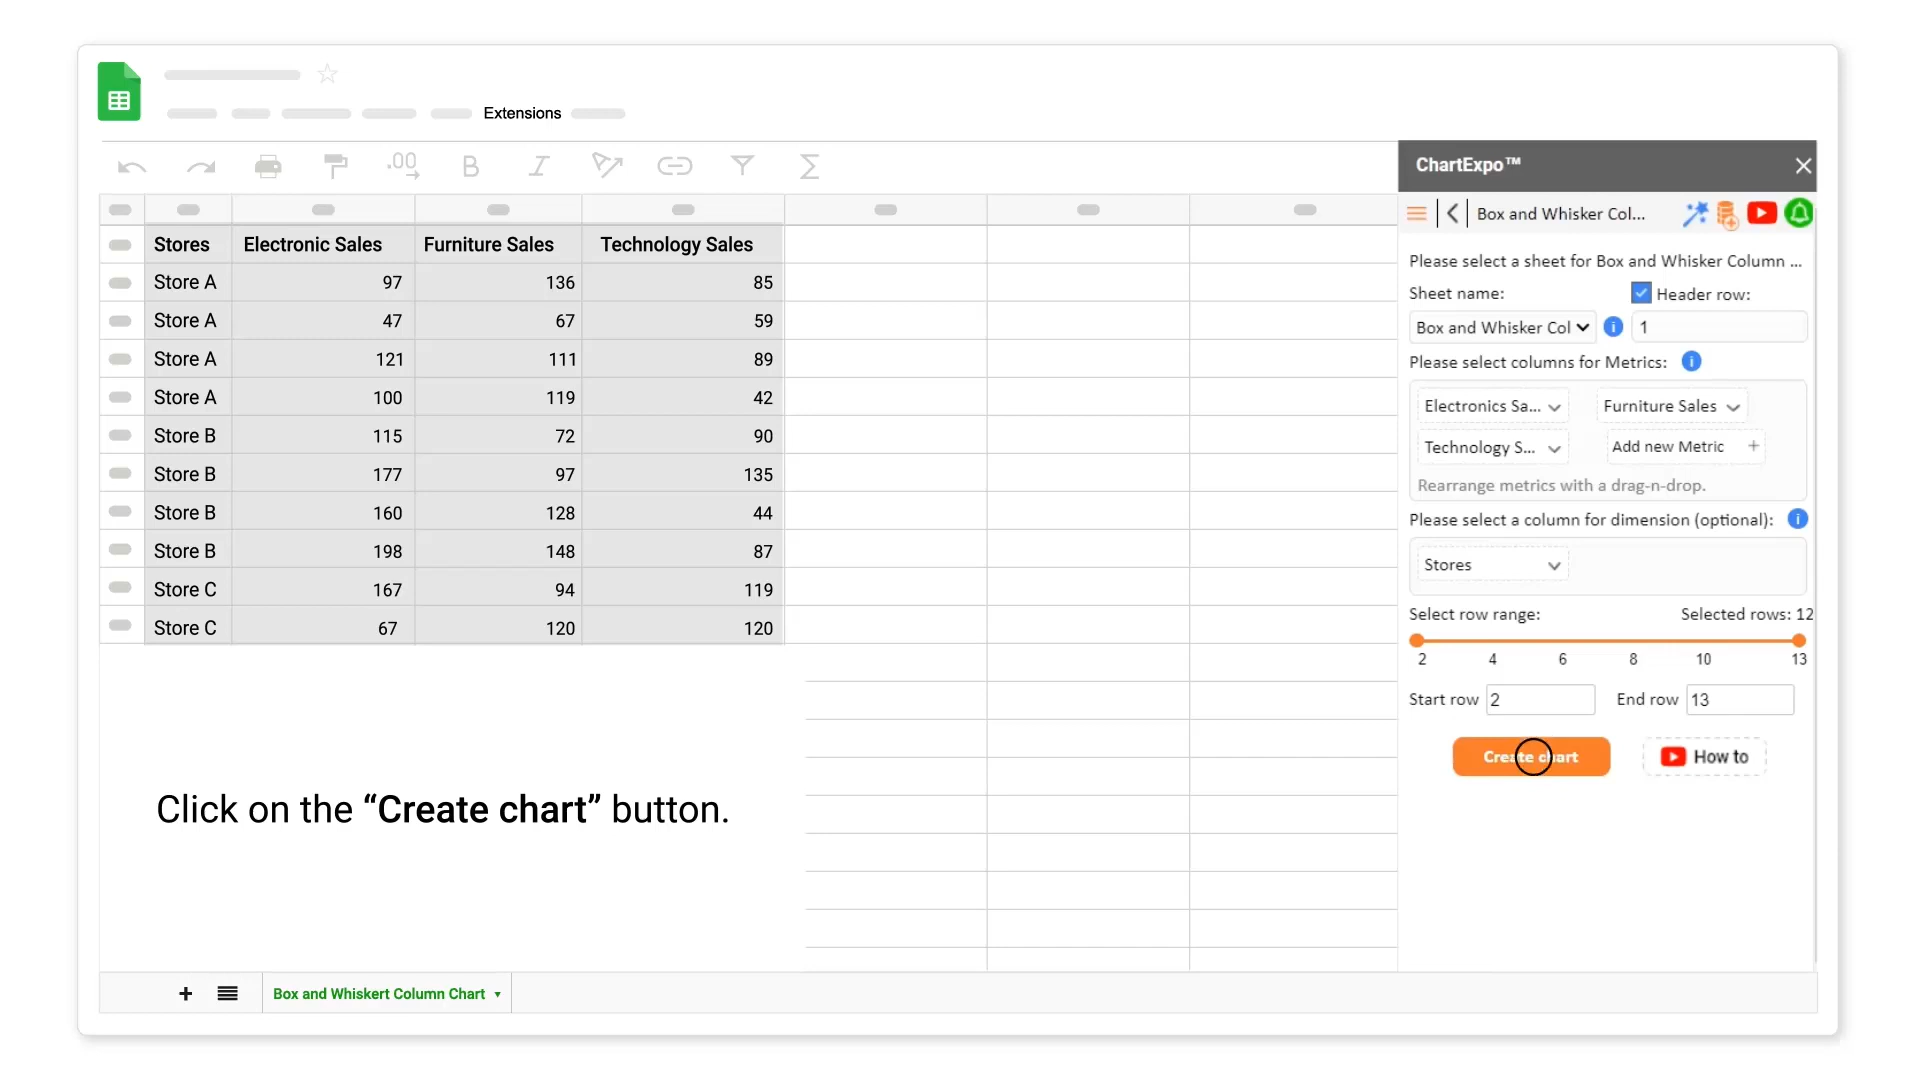 Extensions
.00
B
I
Σ
ChartExpo™
Box and Whisker Col...
Stores Electronic Sales Furniture Sales Technology Sales
Store A 97 136 85
Store A 47 67 59
Store A 121 111 89
Store A 100 119 42
Store B 115 72 90
Store B 177 97 135
Store B 160 128 44
Store B 198 148 87
Store C 167 94 119
Store C 67 120 120
Please select a sheet for Box and Whisker Column ...
Sheet name: Header row:
Box and Whisker Col 1
Please select columns for Metrics:
Electronics Sa... Furniture Sales
Technology S... Add new Metric +
Rearrange metrics with a drag-n-drop.
Please select a column for dimension (optional):
Stores
Select row range: Selected rows: 12
2 4 6 8 10 13
Start row 2 End row 13
Create chart How to
Click on the “Create chart” button.
Box and Whiskert Column Chart